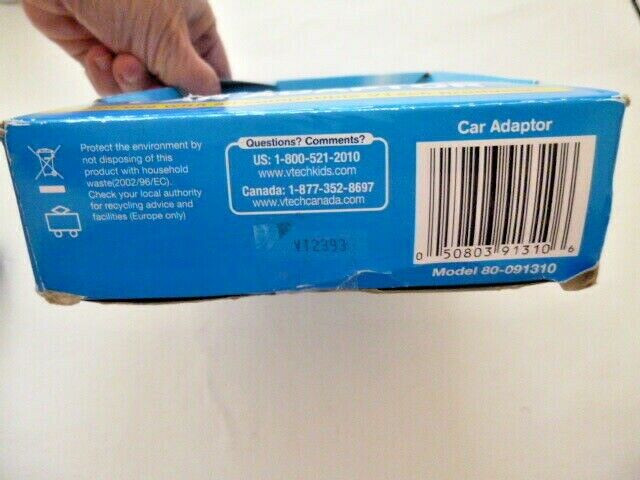 Protect the environment by
not disposing of this
product with household
waste(2002/96/EC).
Check your local authority
for recycling advice and
facilities (Europe only)
Questions? Comments?
US: 1-800-521-2010
www.vtechkids.com
Canada: 1-877-352-8697
www.vtechcanada.com
V12393
Car Adaptor
0 50803 91310 6
Model 80-091310